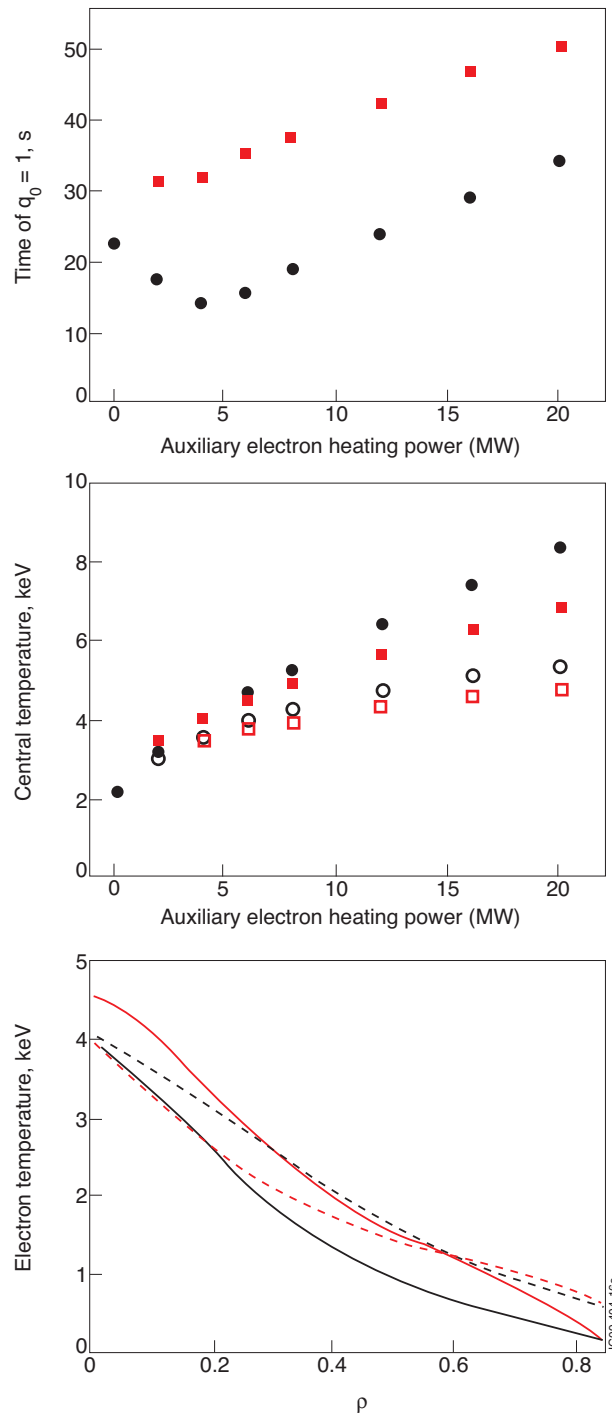 50
40
30
20
10
0
Time of q₀ = 1, s
0 5 10 15 20
Auxiliary electron heating power (MW)
10
8
6
4
2
0
Central temperature, keV
0 5 10 15 20
Auxiliary electron heating power (MW)
5
4
3
2
1
0
Electron temperature, keV
0 0.2 0.4 0.6 0.8
ρ